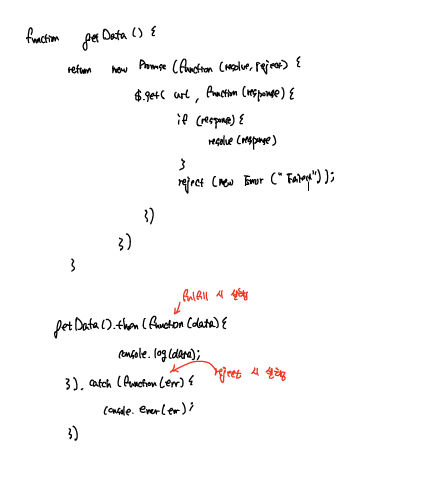 function getData() {
return new Promise (function (resolve, reject) {
$.get( url , function (response) {
if (response) {
resolve (response)
}
reject (new Error ("Failed"));
})
})
}
fulfill 시 실행
getData().then (function (data) {
console.log (data);
reject 시 실행
}). catch (function (err) {
console. error (err) ;
})